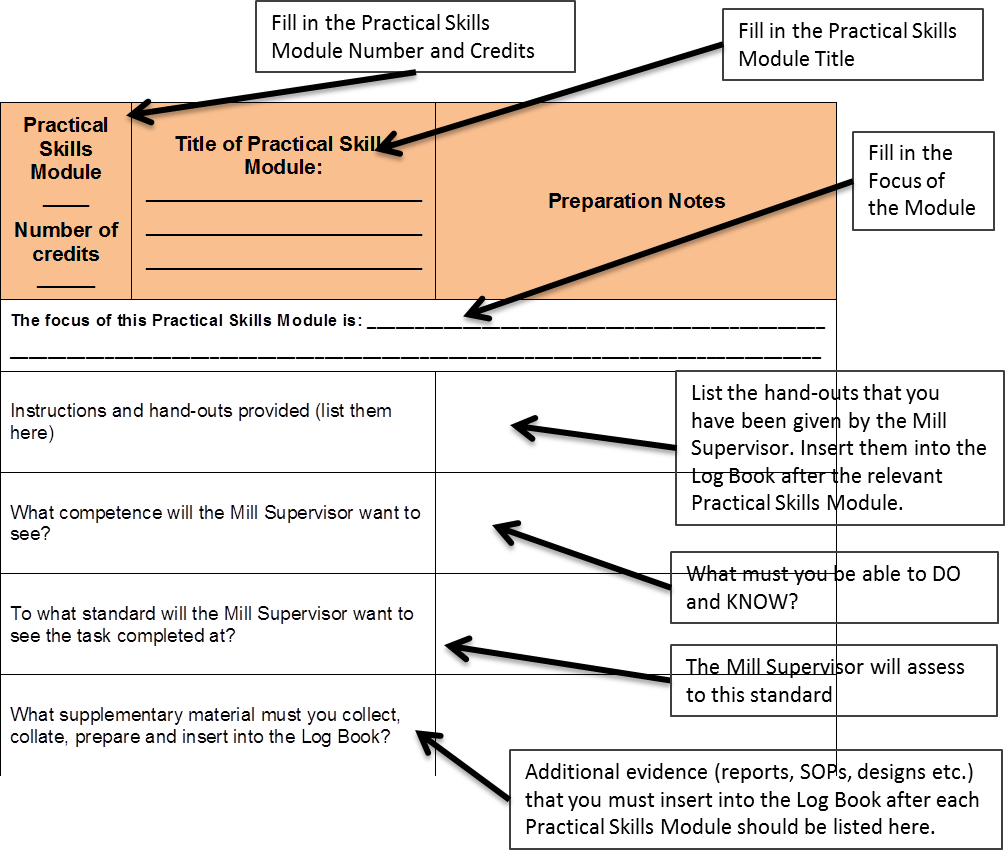 Fill in the Practical Skills
Module Number and Credits
Fill in the Practical Skills
Module Title
Practical
Skills
Module
____
Number of
credits
_____
Title of Practical Skill
Module:
________________________
________________________
________________________
Preparation Notes
Fill in the
Focus of
the Module
The focus of this Practical Skills Module is: ________________________________________________
_____________________________________________________________________________________
Instructions and hand-outs provided (list them
here)
List the hand-outs that you
have been given by the Mill
Supervisor. Insert them into the
Log Book after the relevant
Practical Skills Module.
What competence will the Mill Supervisor want to
see?
What must you be able to DO
and KNOW?
To what standard will the Mill Supervisor want to
see the task completed at?
The Mill Supervisor will assess
to this standard
What supplementary material must you collect,
collate, prepare and insert into the Log Book?
Additional evidence (reports, SOPs, designs etc.)
that you must insert into the Log Book after each
Practical Skills Module should be listed here.